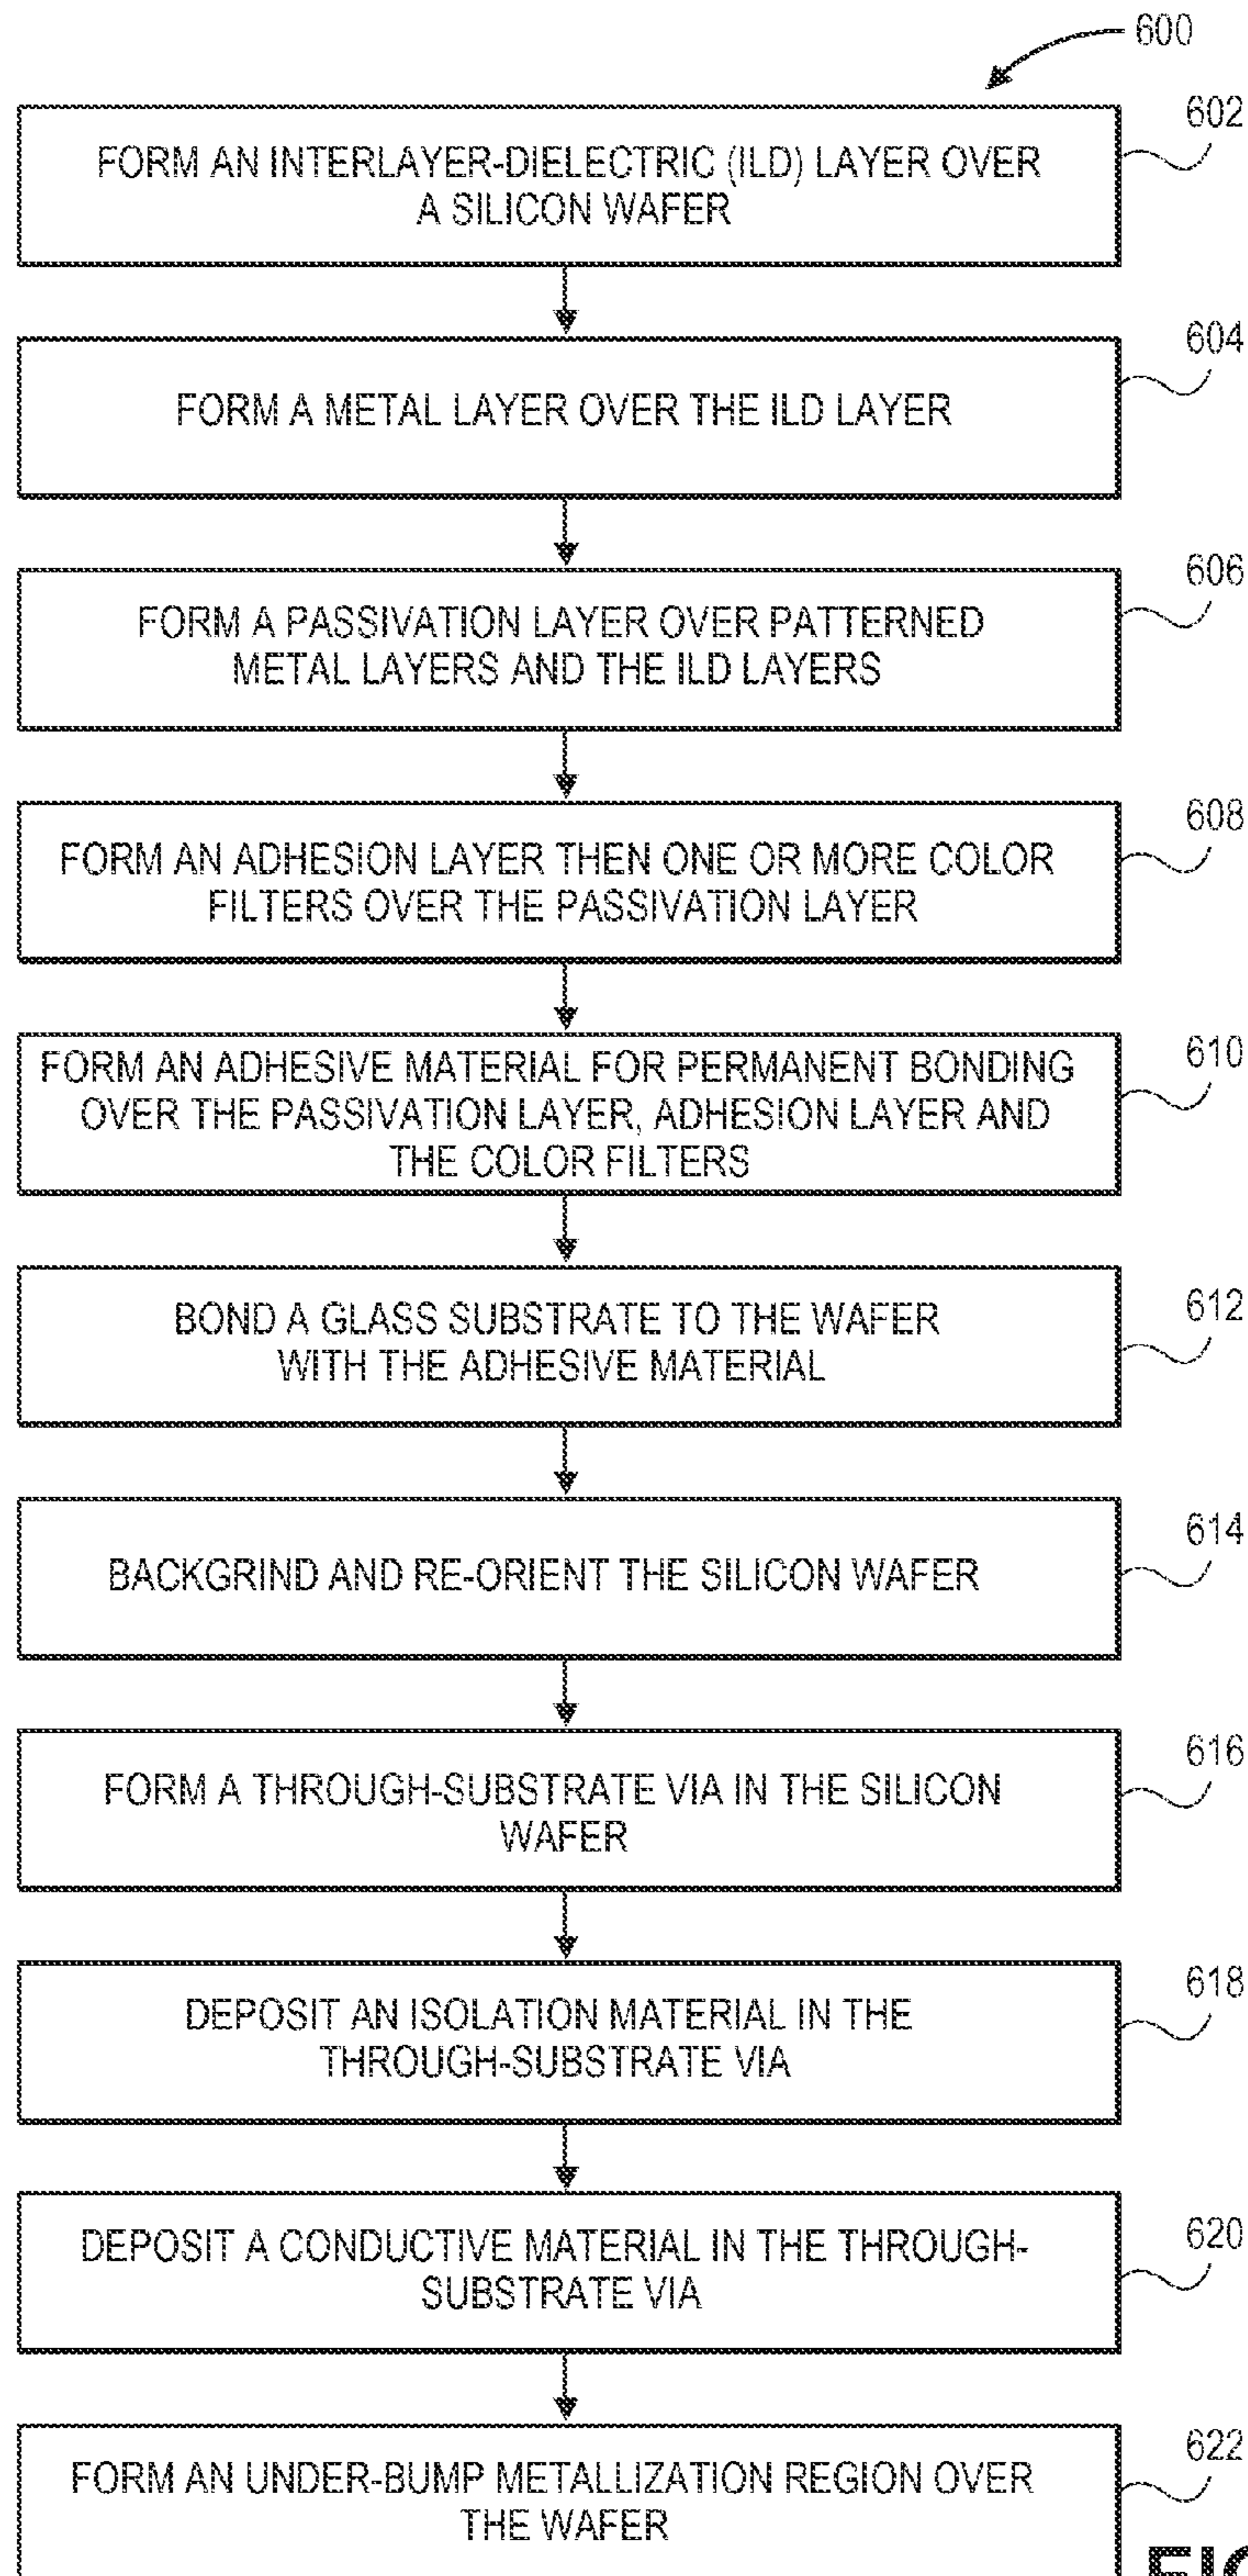 600
602
FORM AN INTERLAYER-DIELECTRIC (ILD) LAYER OVER
A SILICON WAFER
604
FORM A METAL LAYER OVER THE ILD LAYER
606
FORM A PASSIVATION LAYER OVER PATTERNED
METAL LAYERS AND THE ILD LAYERS
608
FORM AN ADHESION LAYER THEN ONE OR MORE COLOR
FILTERS OVER THE PASSIVATION LAYER
610
FORM AN ADHESIVE MATERIAL FOR PERMANENT BONDING
OVER THE PASSIVATION LAYER, ADHESION LAYER AND
THE COLOR FILTERS
612
BOND A GLASS SUBSTRATE TO THE WAFER
WITH THE ADHESIVE MATERIAL
614
BACKGRIND AND RE-ORIENT THE SILICON WAFER
616
FORM A THROUGH-SUBSTRATE VIA IN THE SILICON
WAFER
618
DEPOSIT AN ISOLATION MATERIAL IN THE
THROUGH-SUBSTRATE VIA
620
DEPOSIT A CONDUCTIVE MATERIAL IN THE THROUGH-
SUBSTRATE VIA
622
FORM AN UNDER-BUMP METALLIZATION REGION OVER
THE WAFER